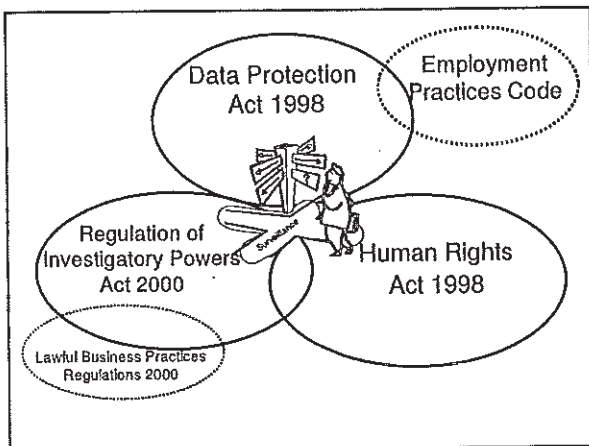 Data Protection
Act 1998
Employment
Practices Code
?
Surveillance
Regulation of
Investigatory Powers
Act 2000
Human Rights
Act 1998
Lawful Business Practices
Regulations 2000